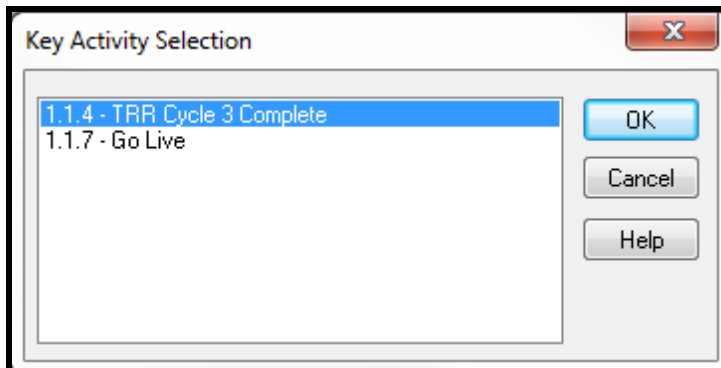 Key Activity Selection
1.1.4 - TRR Cycle 3 Complete
1.1.7 - Go Live
OK
Cancel
Help